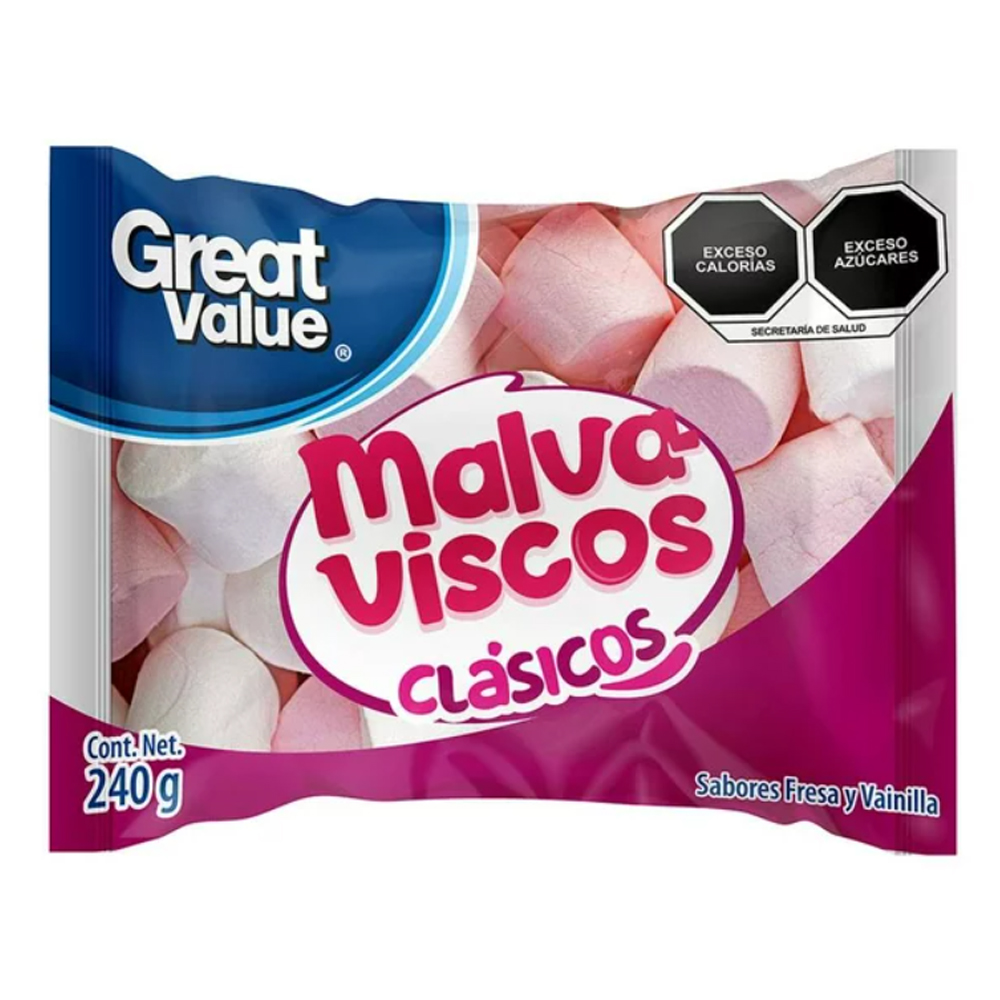 Great
Value
®
EXCESO
CALORÍAS
EXCESO
AZÚCARES
SECRETARÍA DE SALUD
Malva-
viscos
CLÁSICOS
Cont. Net.
240 g
Sabores Fresa y Vainilla